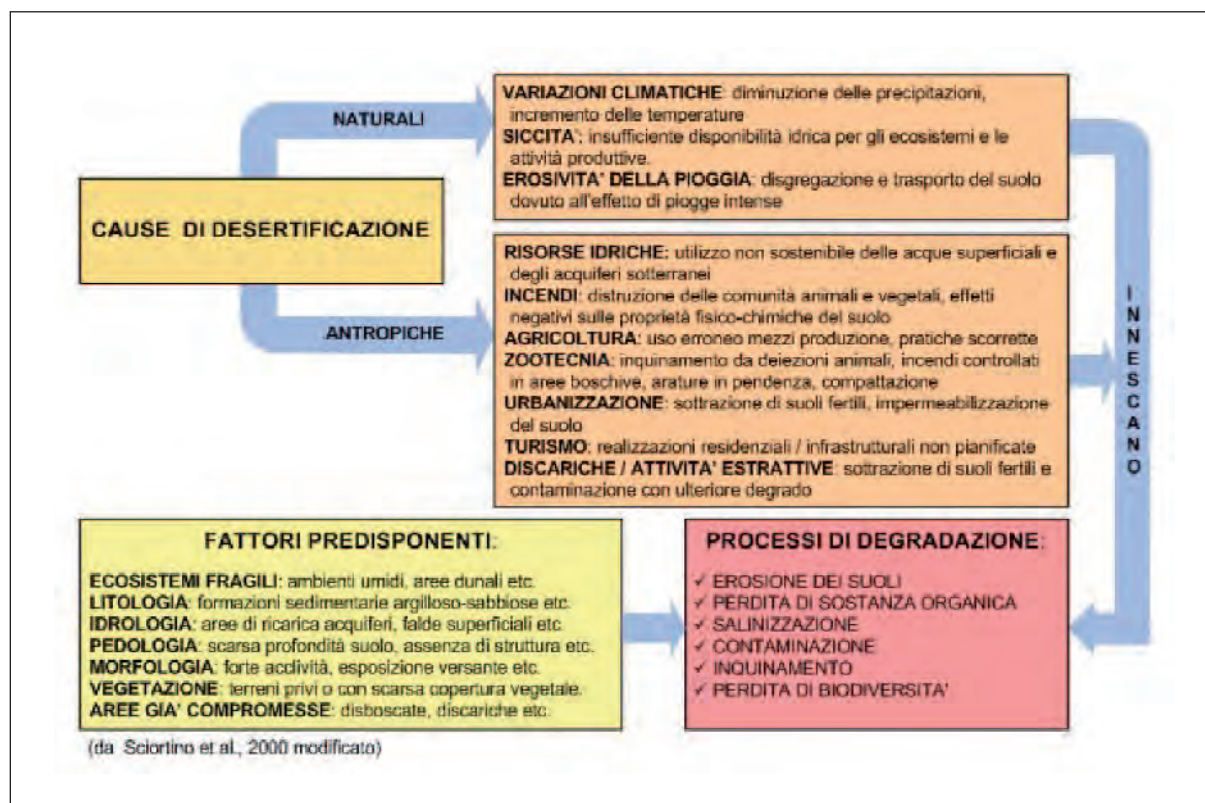 CAUSE DI DESERTIFICAZIONE
NATURALI
VARIAZIONI CLIMATICHE: diminuzione delle precipitazioni,
incremento delle temperature
SICCITA': insufficiente disponibilità idrica per gli ecosistemi e le
attività produttive.
EROSIVITA' DELLA PIOGGIA: disgregazione e trasporto del suolo
dovuto all'effetto di piogge intense
ANTROPICHE
RISORSE IDRICHE: utilizzo non sostenibile delle acque superficiali e
degli acquiferi sotterranei
INCENDI: distruzione delle comunità animali e vegetali, effetti
negativi sulle proprietà fisico-chimiche del suolo
AGRICOLTURA: uso erroneo mezzi produzione, pratiche scorrette
ZOOTECNIA: inquinamento da deiezioni animali, incendi controllati
in aree boschive, arature in pendenza, compattazione
URBANIZZAZIONE: sottrazione di suoli fertili, impermeabilizzazione
del suolo
TURISMO: realizzazioni residenziali / infrastrutturali non pianificate
DISCARICHE / ATTIVITA' ESTRATTIVE: sottrazione di suoli fertili e
contaminazione con ulteriore degrado
INNESCANO
FATTORI PREDISPONENTI:
ECOSISTEMI FRAGILI: ambienti umidi, aree dunali etc.
LITOLOGIA: formazioni sedimentarie argilloso-sabbiose etc.
IDROLOGIA: aree di ricarica acquiferi, falde superficiali etc.
PEDOLOGIA: scarsa profondità suolo, assenza di struttura etc.
MORFOLOGIA: forte acclività, esposizione versante etc.
VEGETAZIONE: terreni privi o con scarsa copertura vegetale.
AREE GIA' COMPROMESSE: disboscate, discariche etc.
PROCESSI DI DEGRADAZIONE:
✓ EROSIONE DEI SUOLI
✓ PERDITA DI SOSTANZA ORGANICA
✓ SALINIZZAZIONE
✓ CONTAMINAZIONE
✓ INQUINAMENTO
✓ PERDITA DI BIODIVERSITA'
(da Sciortino et al., 2000 modificato)